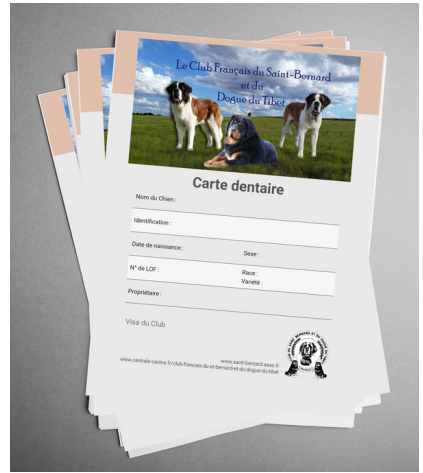 Le Club Français du Saint-Bernard
et du
Dogue du Tibet
Carte dentaire
Nom du Chien :
Identification :
Date de naissance :
Sexe :
N° de LOF :
Race :
Variété :
Propriétaire :
Visa du Club
www.saint-bernard.asso.fr
www.centrale-canine.fr/club-francais-du-st-bernard-et-du-dogue-du-tibet